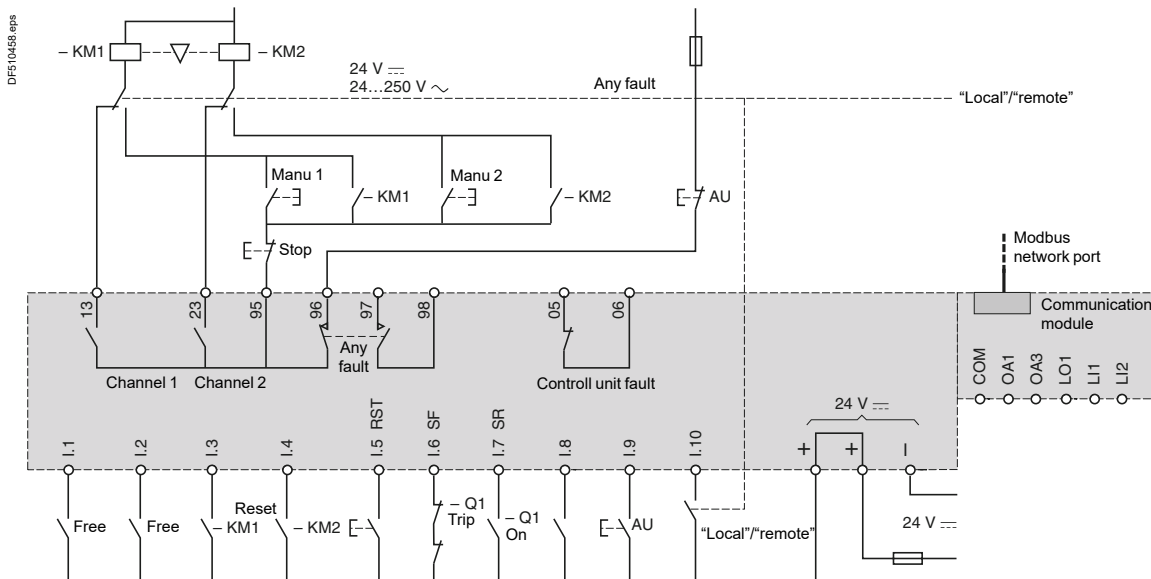 DF510458.eps
– KM1
– KM2
24 V ⎓
24...250 V ∿
Any fault
“Local”/“remote”
Manu 1
– KM1
Manu 2
– KM2
AU
Stop
Modbus
network port
13
23
95
96
97
98
05
06
Communication
module
Any
fault
Channel 1
Channel 2
Controll unit fault
COM
OA1
OA3
LO1
LI1
LI2
24 V ⎓
I.1
I.2
I.3
I.4
I.5 RST
I.6 SF
I.7 SR
I.8
I.9
I.10
+
+
I
Free
Free
Reset
– KM1
– KM2
– Q1
Trip
– Q1
On
AU
“Local”/“remote”
24 V ⎓